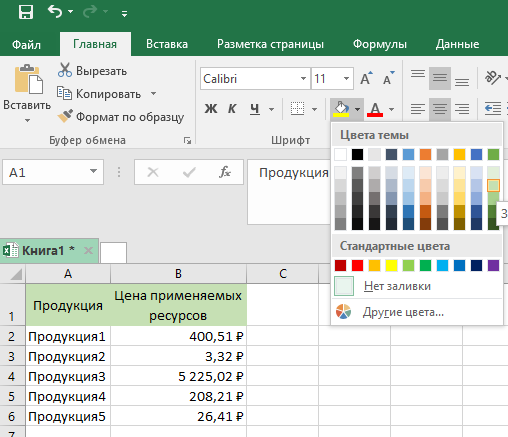 Файл Главная Вставка Разметка страницы Формулы Данные
Вставить
Вырезать
Копировать
Формат по образцу
Буфер обмена
Calibri 11 A A
Ж К Ч A
Шрифт
A1 fx Продукция
Цвета темы
З
Стандартные цвета
Нет заливки
Другие цвета...
Книга1 *
A B C
1 Продукция Цена применяемых
ресурсов
2 Продукция1 400,51 ₽
3 Продукция2 3,32 ₽
4 Продукция3 5 225,02 ₽
5 Продукция4 208,21 ₽
6 Продукция5 26,41 ₽
7